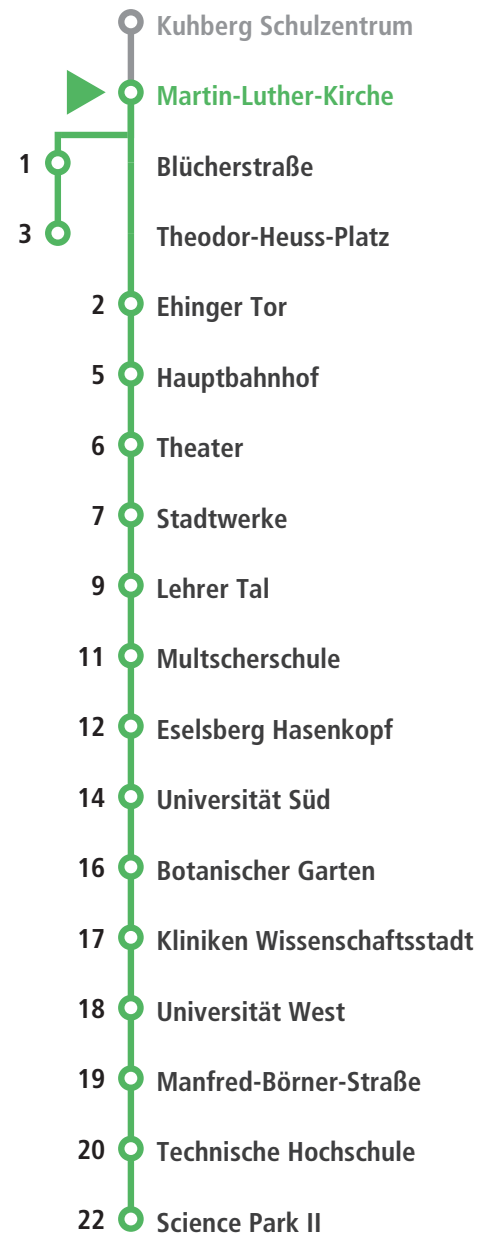 Kuhberg Schulzentrum
Martin-Luther-Kirche
1 Blücherstraße
3 Theodor-Heuss-Platz
2 Ehinger Tor
5 Hauptbahnhof
6 Theater
7 Stadtwerke
9 Lehrer Tal
11 Multscherschule
12 Eselsberg Hasenkopf
14 Universität Süd
16 Botanischer Garten
17 Kliniken Wissenschaftsstadt
18 Universität West
19 Manfred-Börner-Straße
20 Technische Hochschule
22 Science Park II